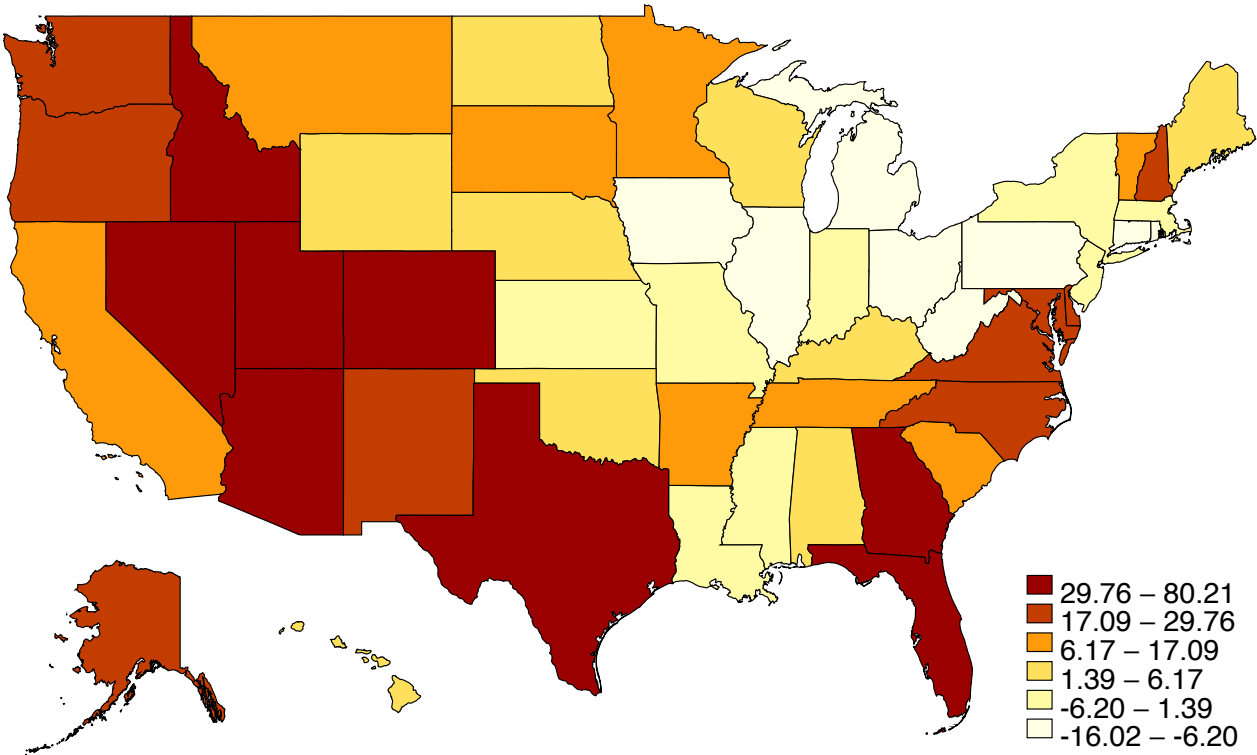 29.76 – 80.21
17.09 – 29.76
6.17 – 17.09
1.39 – 6.17
-6.20 – 1.39
-16.02 – -6.20